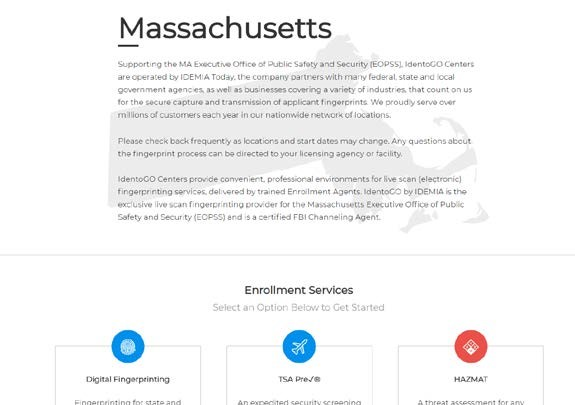 Massachusetts
Supporting the MA Executive Office of Public Safety and Security (EOPSS), IdentoGO Centers
are operated by IDEMIA Today, the company partners with many federal, state and local
government agencies, as well as businesses covering a variety of industries, that count on us
for the secure capture and transmission of applicant fingerprints. We proudly serve over
millions of customers each year in our nationwide network of locations.
Please check back frequently as locations and start dates may change. Any questions about
the fingerprint process can be directed to your licensing agency or facility.
IdentoGO Centers provide convenient, professional environments for live scan (electronic)
fingerprinting services, delivered by trained Enrollment Agents. IdentoGO by IDEMIA is the
exclusive live scan fingerprinting provider for the Massachusetts Executive Office of Public
Safety and Security (EOPSS) and is a certified FBI Channeling Agent.
Enrollment Services
Select an Option Below to Get Started
Digital Fingerprinting
TSA Pre✓®
HAZMAT
Fingerprinting for state and
An expedited security screening
A threat assessment for any